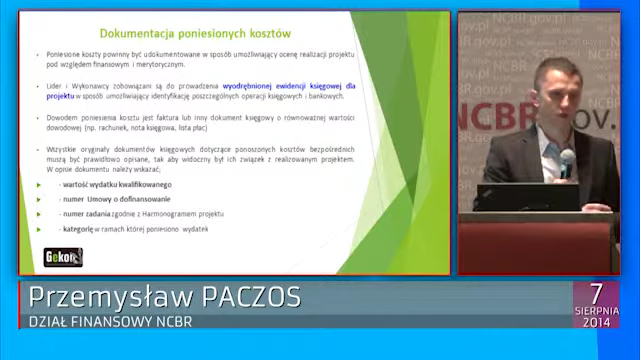 Dokumentacja poniesionych kosztów
Poniesione koszty powinny być udokumentowane w sposób umożliwiający ocenę realizacji projektu
pod względem finansowym i merytorycznym.
Lider i Wykonawcy zobowiązani są do prowadzenia wyodrębnionej ewidencji księgowej dla
projektu w sposób umożliwiający identyfikację poszczególnych operacji księgowych i bankowych.
Dowodem poniesienia kosztu jest faktura lub inny dokument księgowy o równoważnej wartości
dowodowej (np. rachunek, nota księgowa, lista płac)
Wszystkie oryginały dokumentów księgowych dotyczące ponoszonych kosztów bezpośrednich
muszą być prawidłowo opisane, tak aby widoczny był ich związek z realizowanym projektem.
W opisie dokumentu należy wskazać;
- wartość wydatku kwalifikowanego
- numer Umowy o dofinansowanie
- numer zadania zgodnie z Harmonogramem projektu
- kategorię w ramach której poniesiono wydatek
Gekon
NCBR.gov.pl
Przemysław PACZOS
DZIAŁ FINANSOWY NCBR
7
SIERPNIA
2014